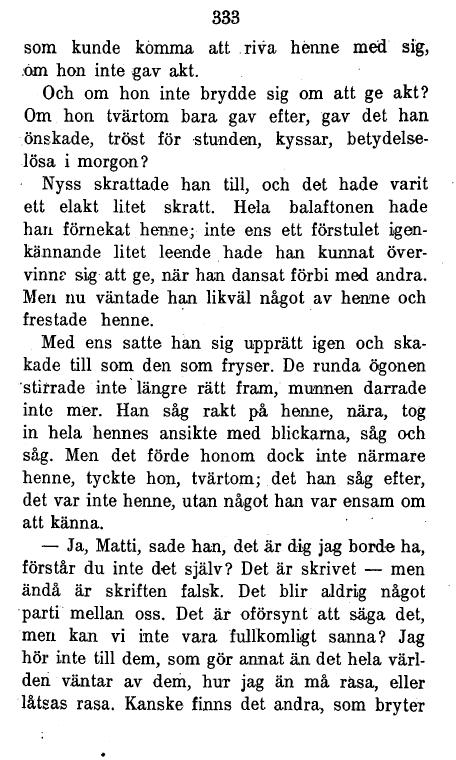 333
som kunde komma att riva henne med sig,
om hon inte gav akt.
Och om hon inte brydde sig om att ge akt?
Om hon tvärtom bara gav efter, gav det han
önskade, tröst för stunden, kyssar, betydelse-
lösa i morgon?
Nyss skrattade han till, och det hade varit
ett elakt litet skratt. Hela balaftonen hade
han förnekat henne; inte ens ett förstulet igen-
kännande litet leende hade han kunnat över-
vinna sig att ge, när han dansat förbi med andra.
Men nu väntade han likväl något av henne och
frestade henne.
Med ens satte han sig upprätt igen och ska-
kade till som den som fryser. De runda ögonen
stirrade inte längre rätt fram, munnen darrade
inte mer. Han såg rakt på henne, nära, tog
in hela hennes ansikte med blickarna, såg och
såg. Men det förde honom dock inte närmare
henne, tyckte hon, tvärtom; det han såg efter,
det var inte henne, utan något han var ensam om
att känna.
— Ja, Matti, sade han, det är dig jag borde ha,
förstår du inte det själv? Det är skrivet — men
ändå är skriften falsk. Det blir aldrig något
parti mellan oss. Det är oförsynt att säga det,
men kan vi inte vara fullkomligt sanna? Jag
hör inte till dem, som gör annat än det hela värl-
den väntar av dem, hur jag än må rasa, eller
låtsas rasa. Kanske finns det andra, som bryter